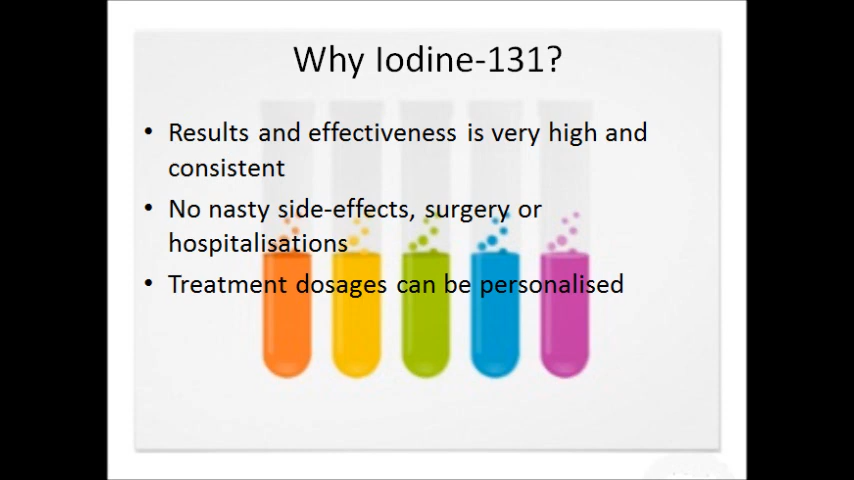 Why Iodine-131?
• Results and effectiveness is very high and
consistent
• No nasty side-effects, surgery or
hospitalisations
• Treatment dosages can be personalised